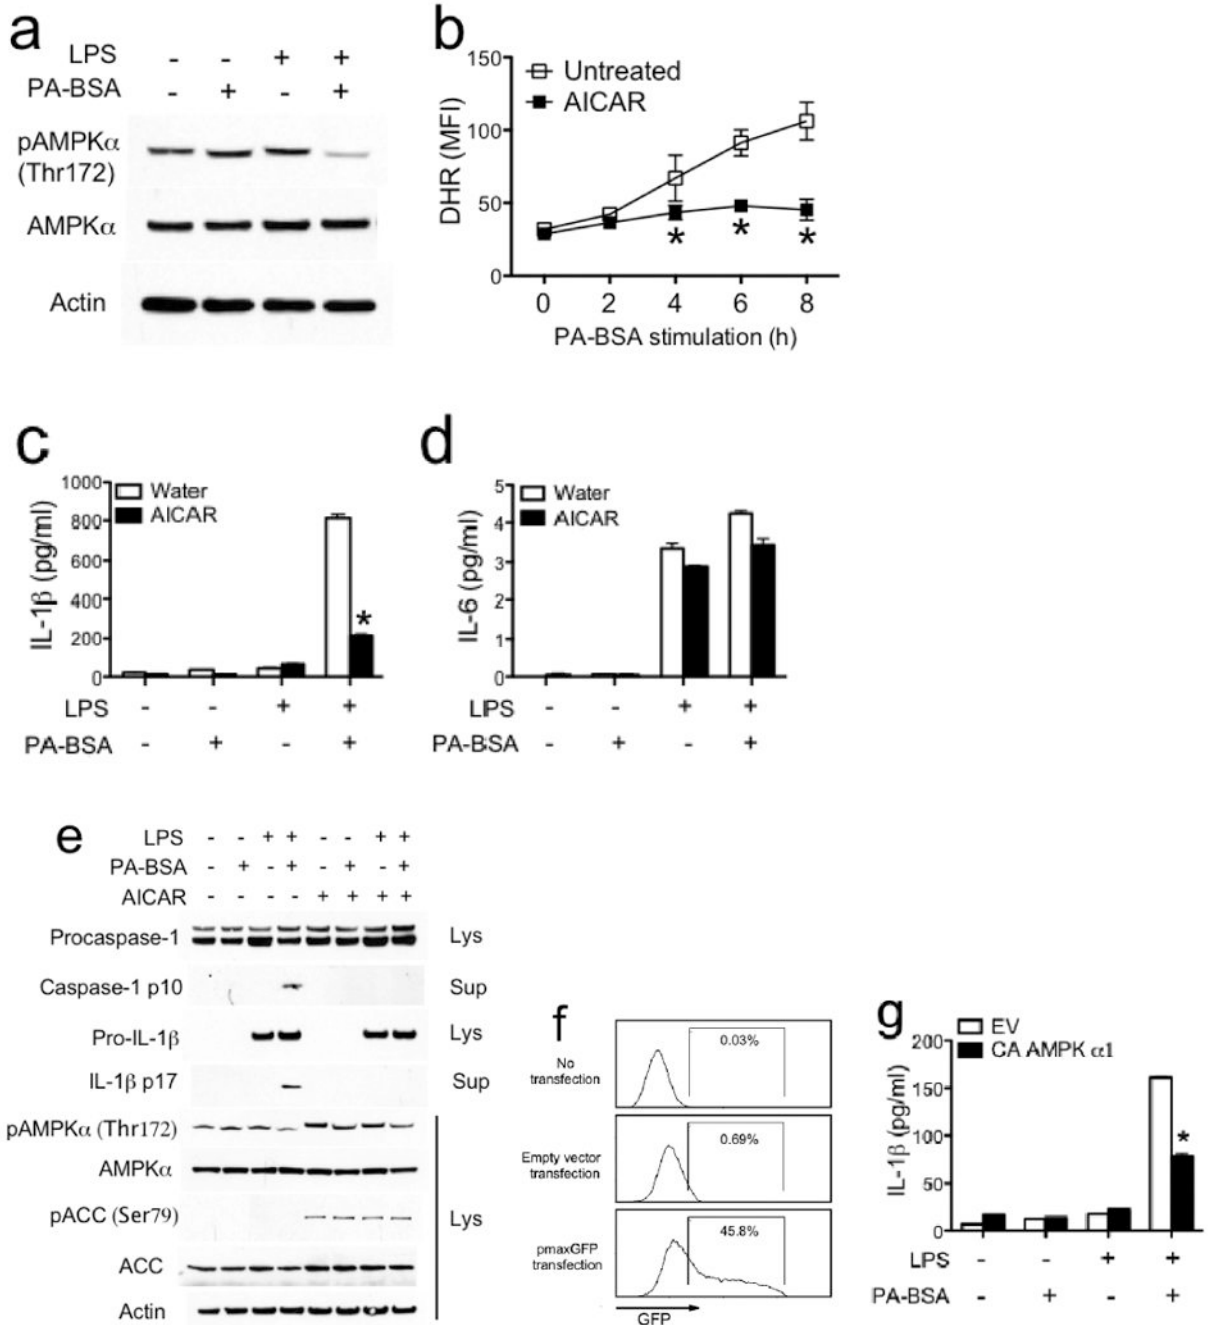 a
LPS - - + +
PA-BSA - + - +
pAMPKα
(Thr172)
AMPKα
Actin
b
150
100
50
0
DHR (MFI)
Untreated
AICAR
* * *
0 2 4 6 8
PA-BSA stimulation (h)
c
1000
800
600
400
200
0
IL-1β (pg/ml)
Water
AICAR
*
LPS - - + +
PA-BSA - + - +
d
5
4
3
2
1
0
IL-6 (pg/ml)
Water
AICAR
LPS - - + +
PA-BSA - + - +
e
LPS - - + + - - + +
PA-BSA - + - + - + - +
AICAR - - - - + + + +
Procaspase-1 Lys
Caspase-1 p10 Sup
Pro-IL-1β Lys
IL-1β p17 Sup
pAMPKα (Thr172)
AMPKα
pACC (Ser79) Lys
ACC
Actin
f
No
transfection
0.03%
Empty vector
transfection
0.69%
pmaxGFP
transfection
45.8%
GFP
g
200
150
100
50
0
IL-1β (pg/ml)
EV
CA AMPK α1
*
LPS - - + +
PA-BSA - + - +